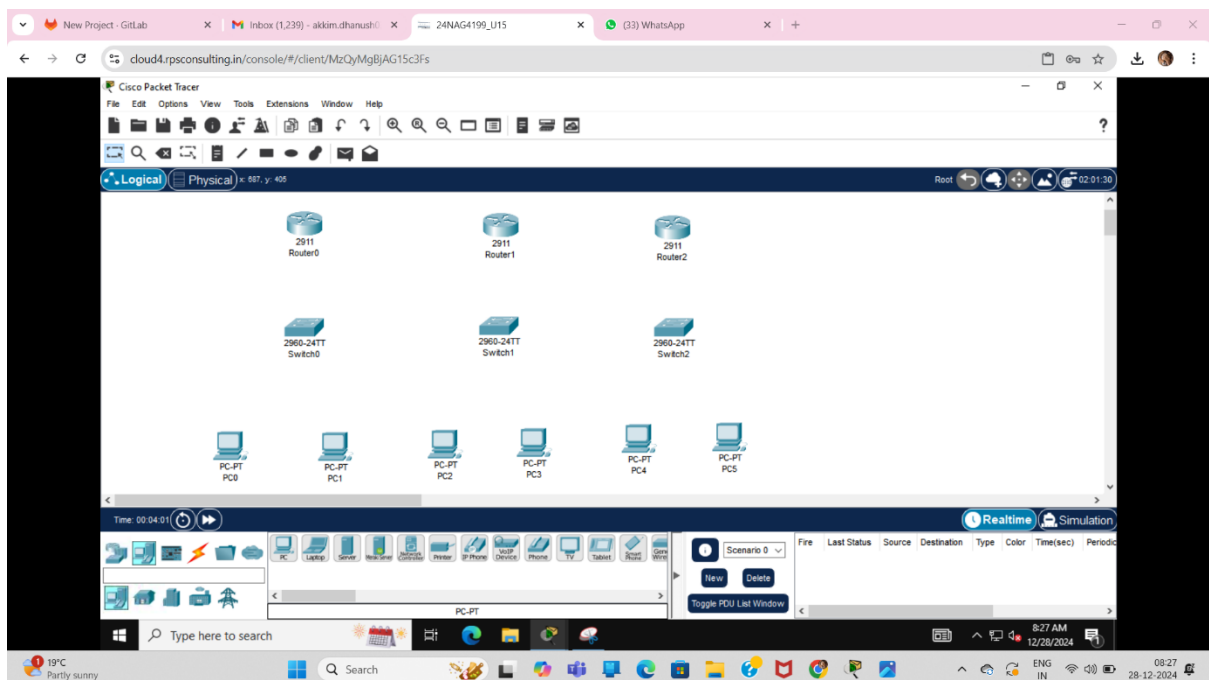 New Project - GitLab
Inbox (1,239) - akkim.dhanush
24NAG4199_U15
(33) WhatsApp
cloud4.rpsconsulting.in/console/#/client/MzQyMgBjAG15c3Fs
Cisco Packet Tracer
File Edit Options View Tools Extensions Window Help
Logical Physical x: 687, y: 405 Root 02:01:30
2911
Router0
2911
Router1
2911
Router2
2960-24TT
Switch0
2960-24TT
Switch1
2960-24TT
Switch2
PC-PT
PC0
PC-PT
PC1
PC-PT
PC2
PC-PT
PC3
PC-PT
PC4
PC-PT
PC5
Time: 00:04:01 Realtime Simulation
PC Laptop Server Printer IP Phone VoIP Device Phone TV Tablet Smart Phone
Scenario 0
New Delete
Toggle PDU List Window
Fire Last Status Source Destination Type Color Time(sec) Periodic
PC-PT
Type here to search
8:27 AM
12/28/2024
19°C
Partly sunny
Search
ENG
IN
08:27
28-12-2024